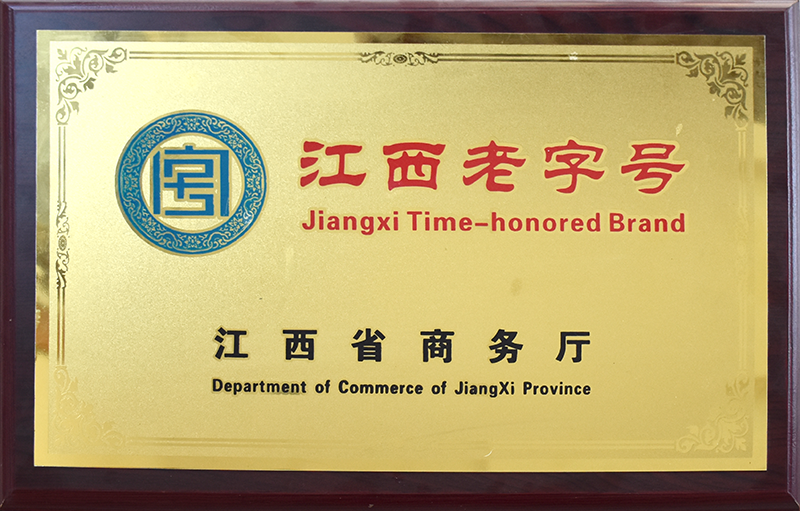 江西老字号
Jiangxi Time-honored Brand
江西省商务厅
Department of Commerce of JiangXi Province